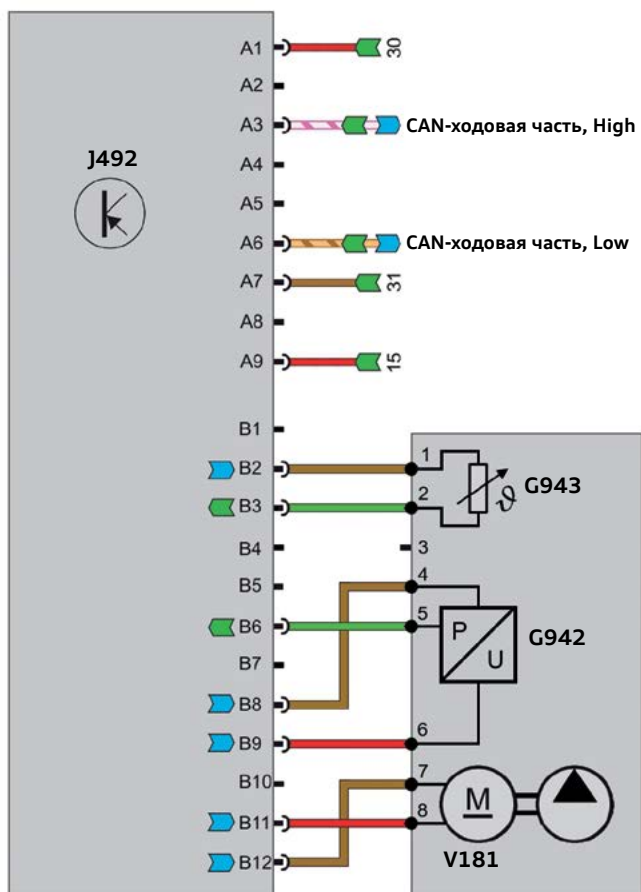 A1
30
A2
A3
CAN-ходовая часть, High
J492
A4
A5
A6
CAN-ходовая часть, Low
A7
31
A8
A9
15
B1
B2
1
G943
B3
2
ϑ
B4
3
B5
4
B6
5
P
U
G942
B7
B8
B9
6
B10
7
M
B11
8
V181
B12